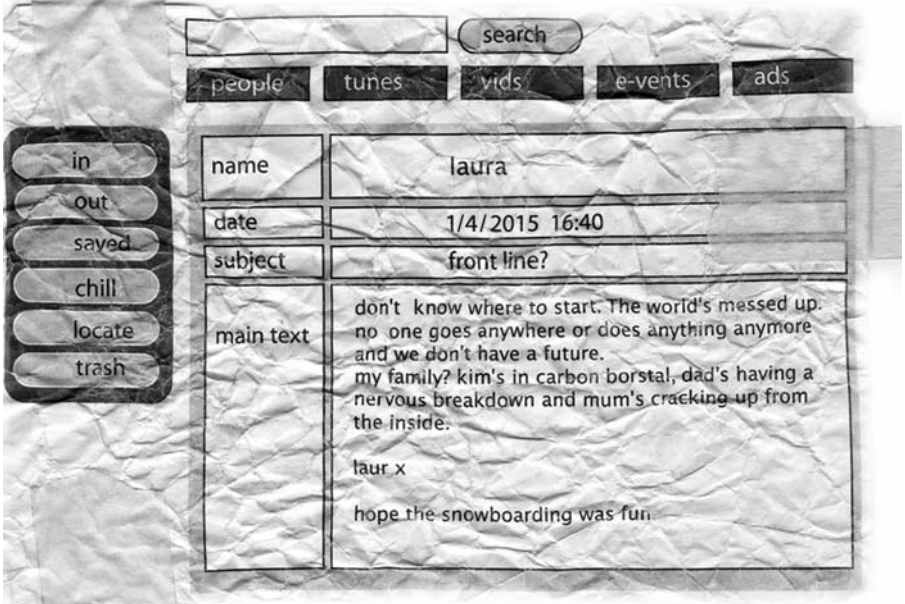 search
people tunes vids e-vents ads
in
out
saved
chill
locate
trash
name laura
date 1/4/2015 16:40
subject front line?
main text
don't know where to start. The world's messed up.
no one goes anywhere or does anything anymore
and we don't have a future.
my family? kim's in carbon borstal, dad's having a
nervous breakdown and mum's cracking up from
the inside.
laur x
hope the snowboarding was fun